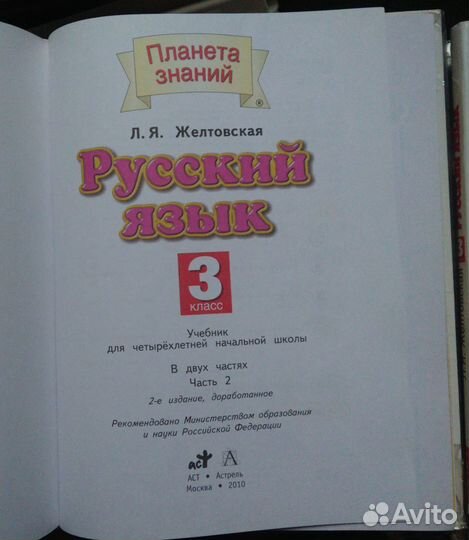 Планета
знаний
®
Л. Я. Желтовская
Русский
язык
3
класс
Учебник
для четырёхлетней начальной школы
В двух частях
Часть 2
2-е издание, доработанное
Рекомендовано Министерством образования
и науки Российской Федерации
аст
АСТ • Астрель
Москва • 2010
Avito